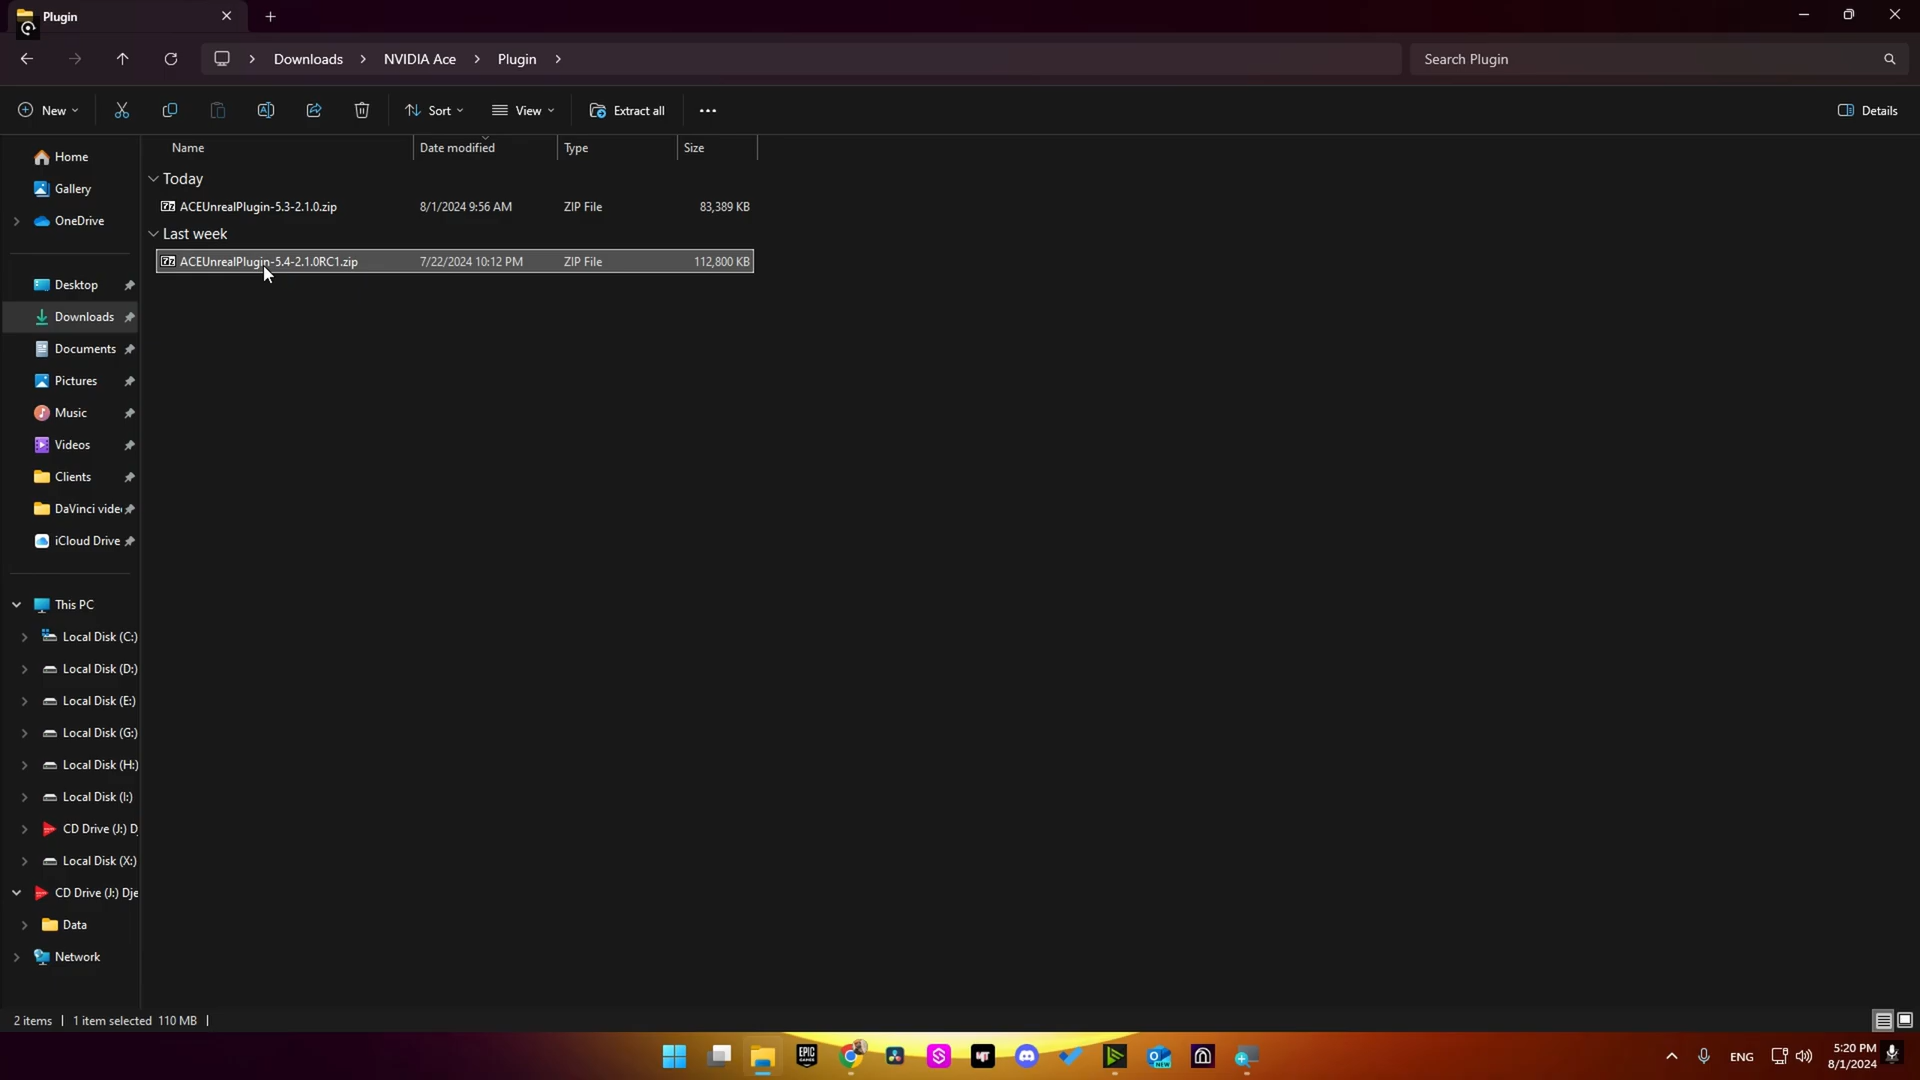 Plugin
Downloads
NVIDIA Ace
Plugin
Search Plugin
New
Sort
View
Extract all
Details
Name
Date modified
Type
Size
Today
ACEUnrealPlugin-5.3-2.1.0.zip 8/1/2024 9:56 AM ZIP File 83,389 KB
Last week
ACEUnrealPlugin-5.4-2.1.0RC1.zip 7/22/2024 10:12 PM ZIP File 112,800 KB
Home
Gallery
OneDrive
Desktop
Downloads
Documents
Pictures
Music
Videos
Clients
DaVinci vide
iCloud Drive
This PC
Local Disk (C:)
Local Disk (D:)
Local Disk (E:)
Local Disk (G:)
Local Disk (H:)
Local Disk (I:)
CD Drive (J:) D
Local Disk (X:)
CD Drive (J:) Dje
Data
Network
2 items
1 item selected 110 MB
EPIC GAMES
NEW
ENG
5:20 PM
8/1/2024